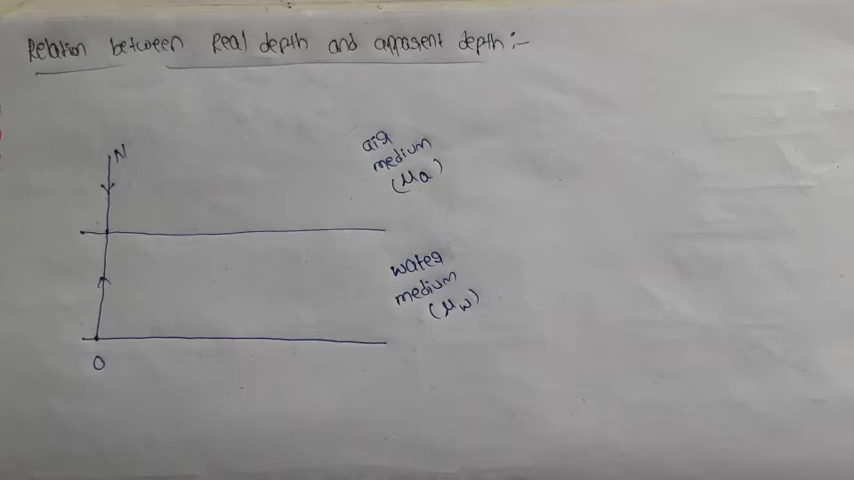 Relation between Real depth and apparent depth :-
N
air
medium
(μa)
water
medium
(μw)
O